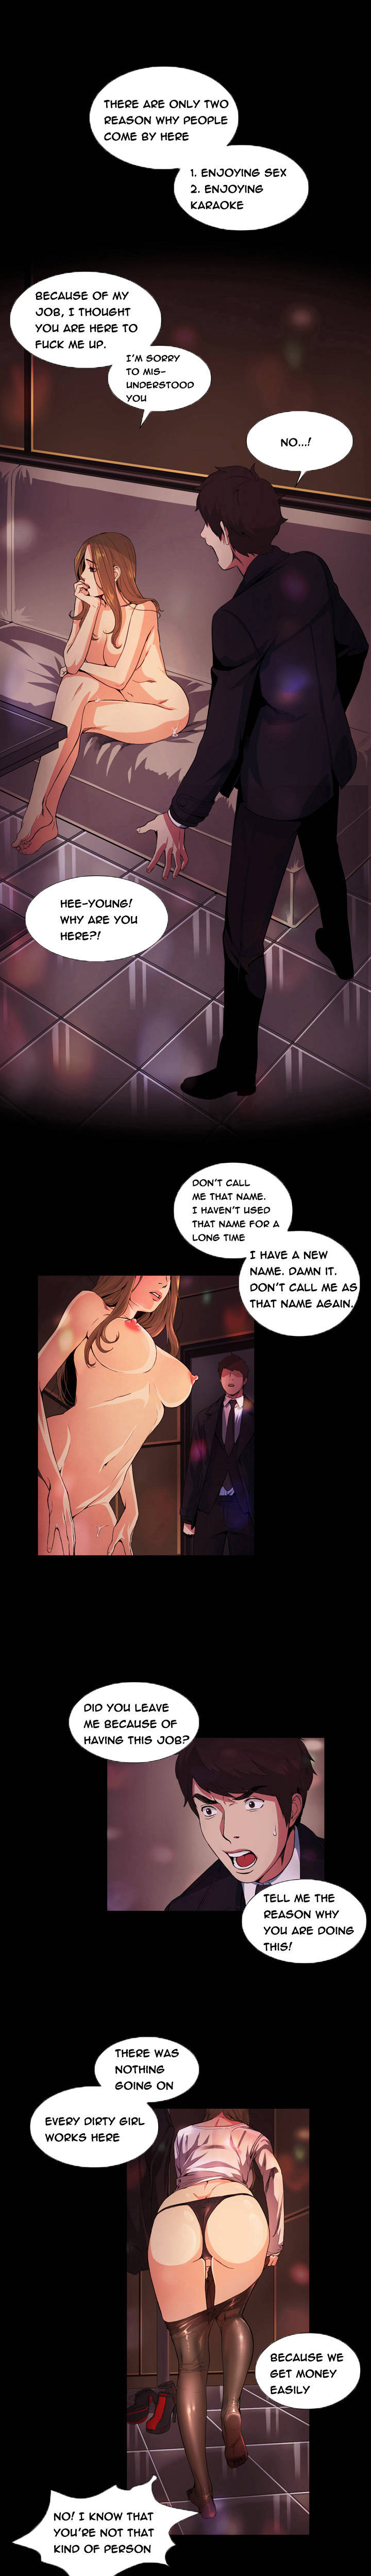 THERE ARE ONLY TWO
REASON WHY PEOPLE
COME BY HERE
1. ENJOYING SEX
2. ENJOYING
KARAOKE
BECAUSE OF MY
JOB, I THOUGHT
YOU ARE HERE TO
FUCK ME UP.
I'M SORRY
TO MIS-
UNDERSTOOD
YOU
NO...!
HEE-YOUNG!
WHY ARE YOU
HERE?!
DON'T CALL
ME THAT NAME.
I HAVEN'T USED
THAT NAME FOR A
LONG TIME
I HAVE A NEW
NAME. DAMN IT.
DON'T CALL ME AS
THAT NAME AGAIN.
DID YOU LEAVE
ME BECAUSE OF
HAVING THIS JOB?
TELL ME THE
REASON WHY
YOU ARE DOING
THIS!
THERE WAS
NOTHING
GOING ON
EVERY DIRTY GIRL
WORKS HERE
BECAUSE WE
GET MONEY
EASILY
NO! I KNOW THAT
YOU'RE NOT THAT
KIND OF PERSON